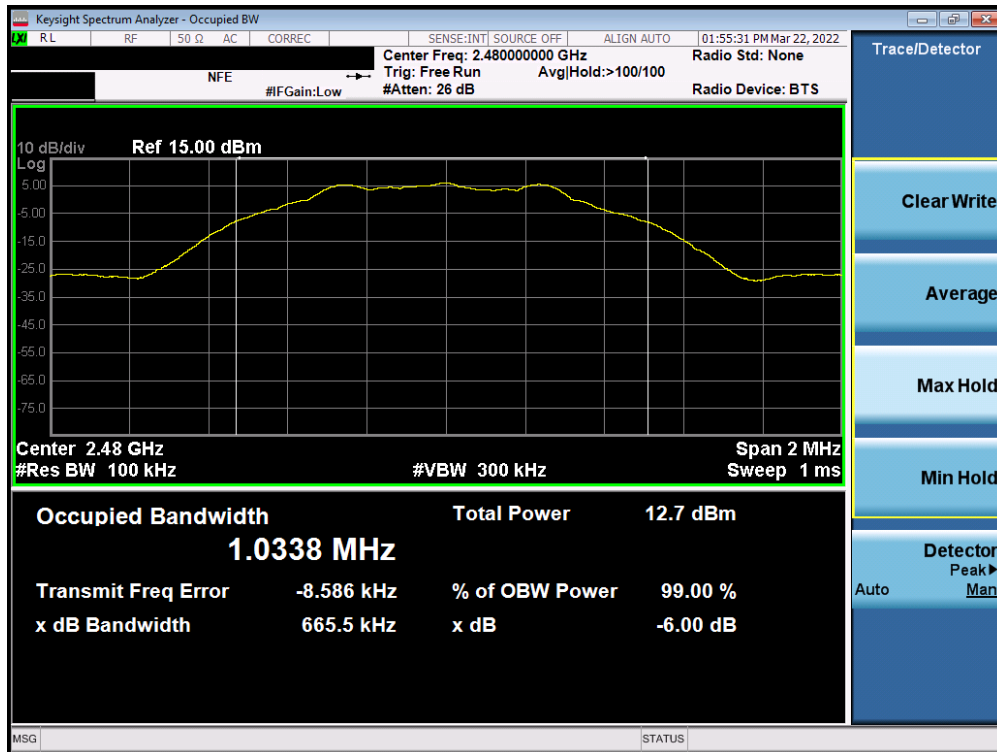 Keysight Spectrum Analyzer - Occupied BW
LXI RL RF 50 Ω AC CORREC SENSE:INT SOURCE OFF ALIGN AUTO 01:55:31 PM Mar 22, 2022
Center Freq: 2.480000000 GHz Radio Std: None
NFE Trig: Free Run Avg|Hold:>100/100
#IFGain:Low #Atten: 26 dB Radio Device: BTS
Trace/Detector
10 dB/div Ref 15.00 dBm
Log
5.00
-5.00
-15.0
-25.0
-35.0
-45.0
-55.0
-65.0
-75.0
Center 2.48 GHz Span 2 MHz
#Res BW 100 kHz #VBW 300 kHz Sweep 1 ms
Occupied Bandwidth Total Power 12.7 dBm
1.0338 MHz
Transmit Freq Error -8.586 kHz % of OBW Power 99.00 %
x dB Bandwidth 665.5 kHz x dB -6.00 dB
Clear Write
Average
Max Hold
Min Hold
Detector
Peak▶
Auto Man
MSG STATUS